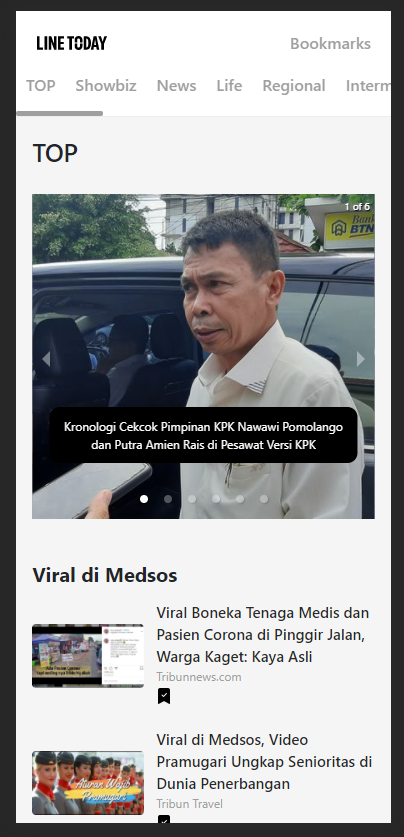 LINE TODAY
Bookmarks
TOP Showbiz News Life Regional Interm
TOP
1 of 6
Bank
BTN
Kronologi Cekcok Pimpinan KPK Nawawi Pomolango
dan Putra Amien Rais di Pesawat Versi KPK
Viral di Medsos
Viral Boneka Tenaga Medis dan
Pasien Corona di Pinggir Jalan,
Warga Kaget: Kaya Asli
Tribunnews.com
Viral di Medsos, Video
Pramugari Ungkap Senioritas di
Dunia Penerbangan
Tribun Travel
Aturan Wajib
Pramugari